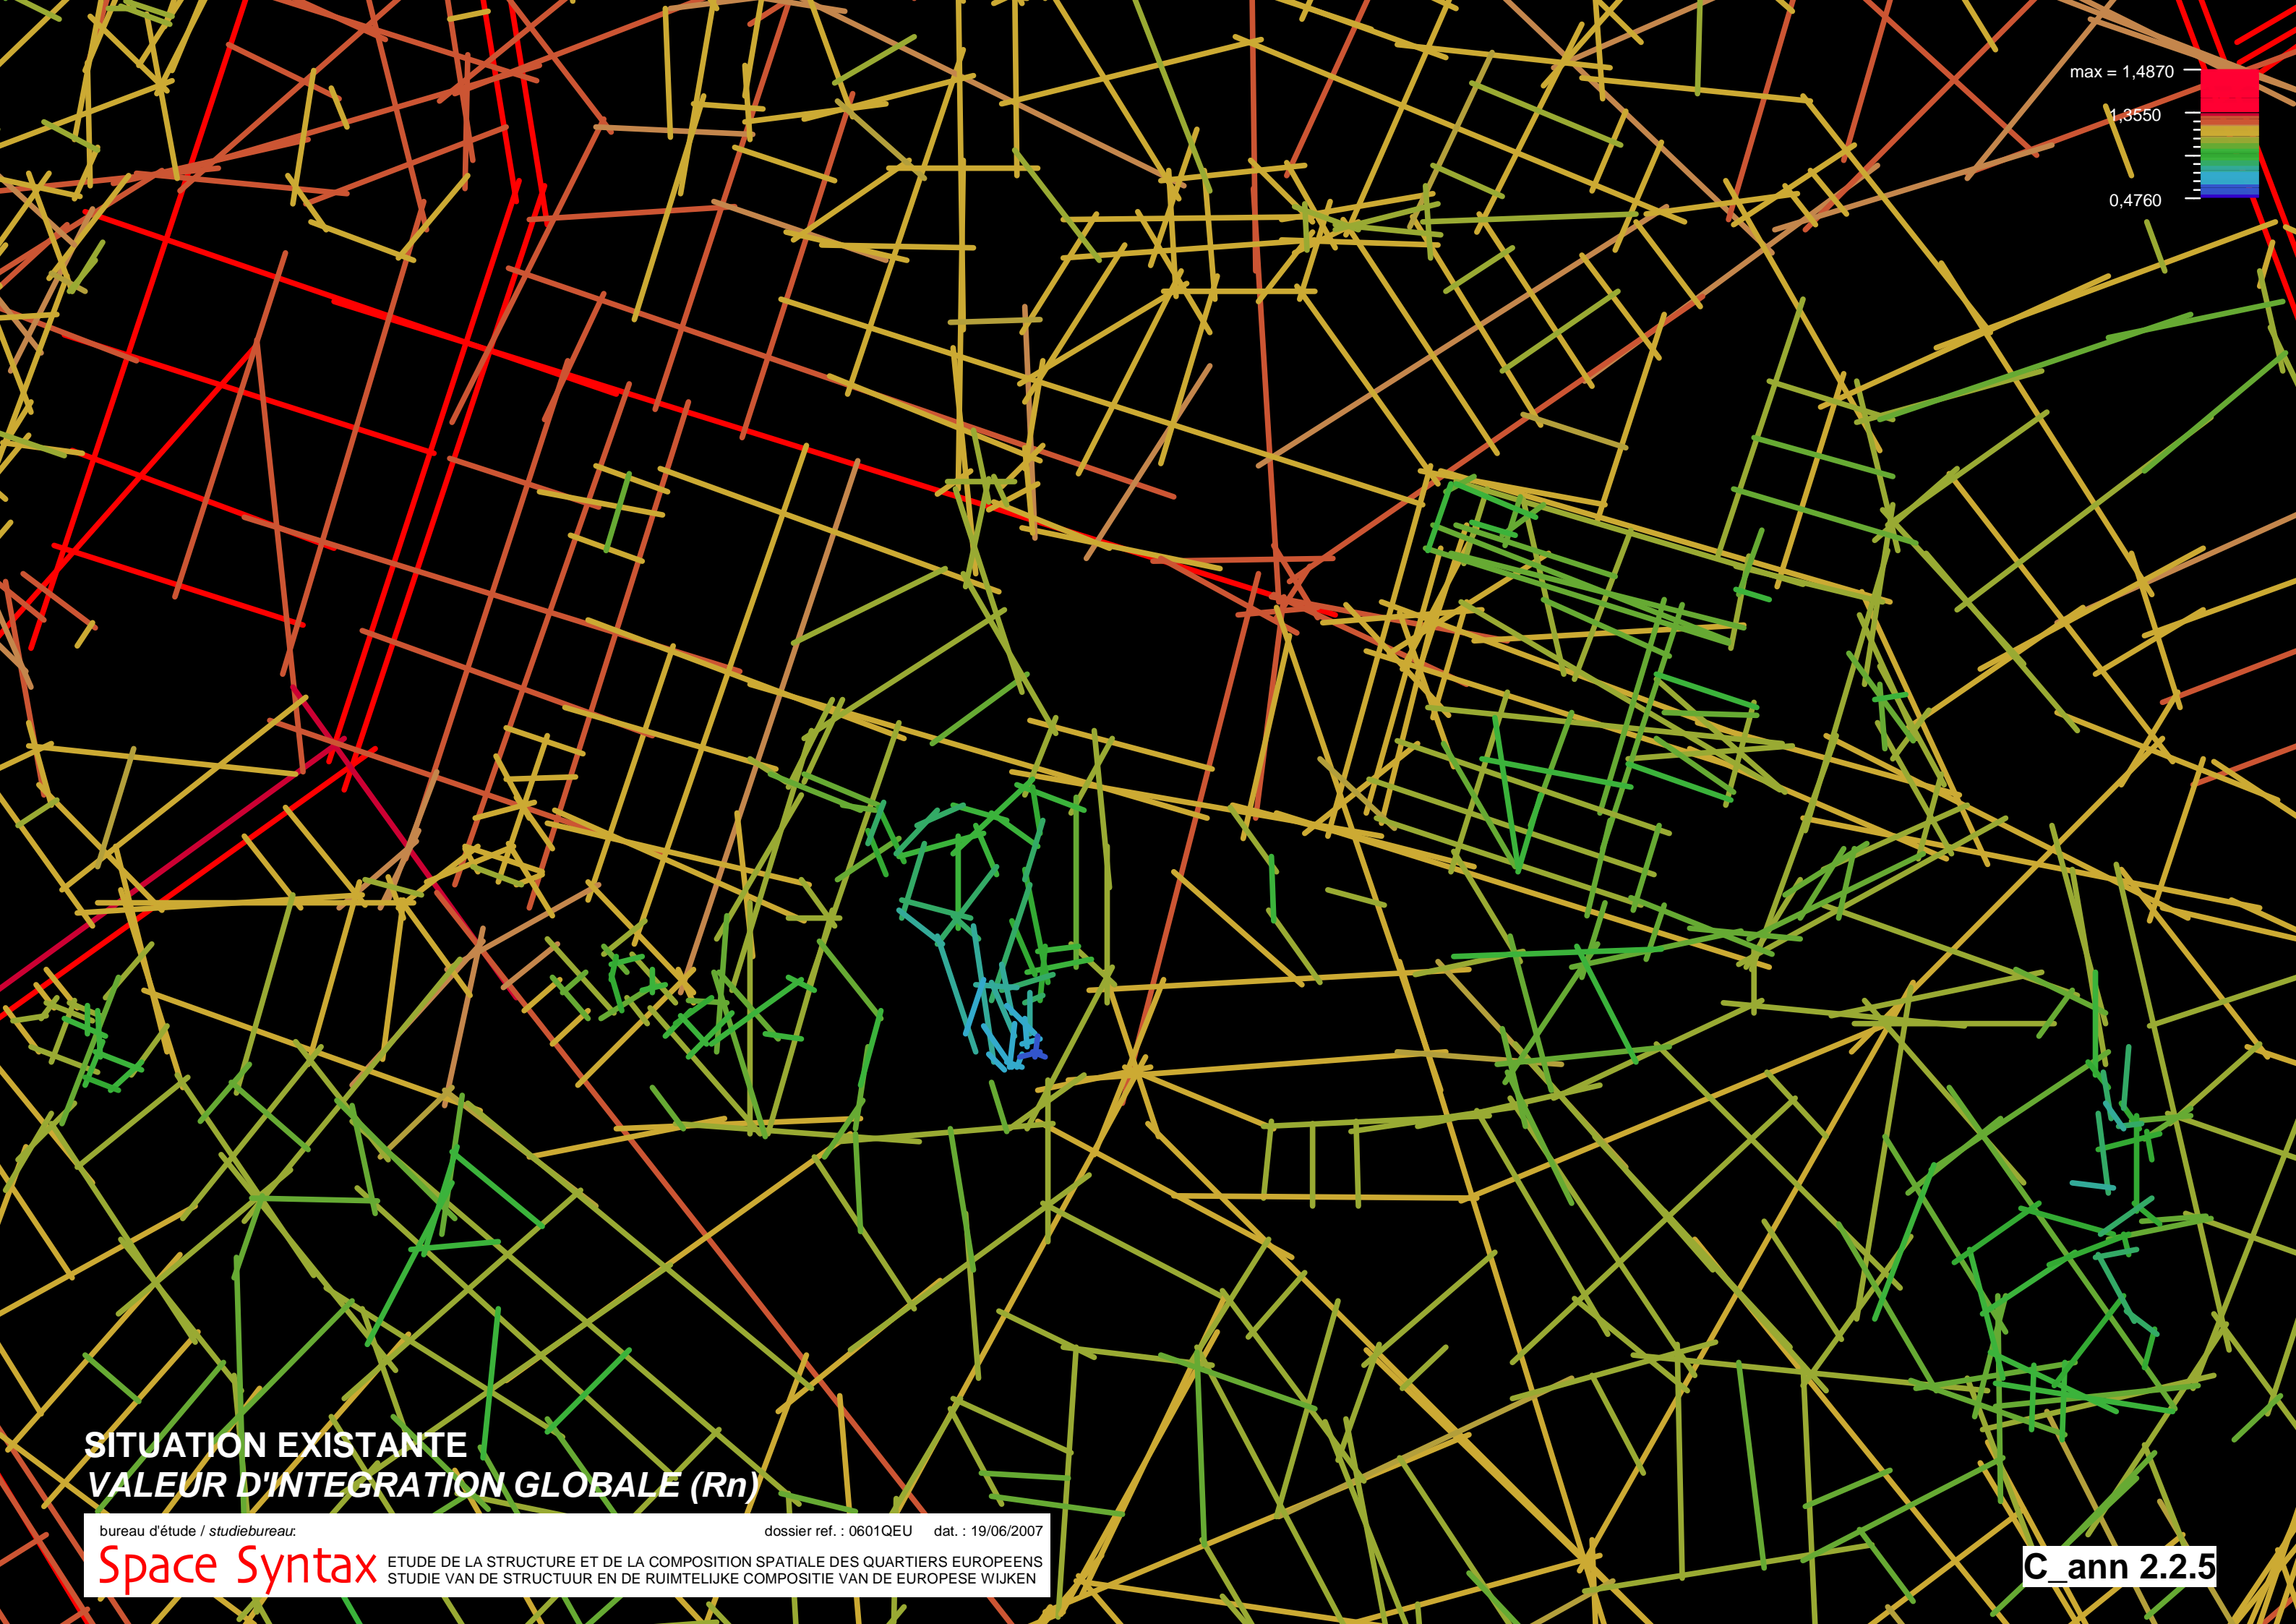 max = 1,4870
1,3550
0,4760
SITUATION EXISTANTE
VALEUR D'INTEGRATION GLOBALE (Rn)
bureau d'étude / studiebureau: dossier ref. : 0601QEU dat. : 19/06/2007
Space Syntax
ETUDE DE LA STRUCTURE ET DE LA COMPOSITION SPATIALE DES QUARTIERS EUROPEENS
STUDIE VAN DE STRUCTUUR EN DE RUIMTELIJKE COMPOSITIE VAN DE EUROPESE WIJKEN
C_ann 2.2.5